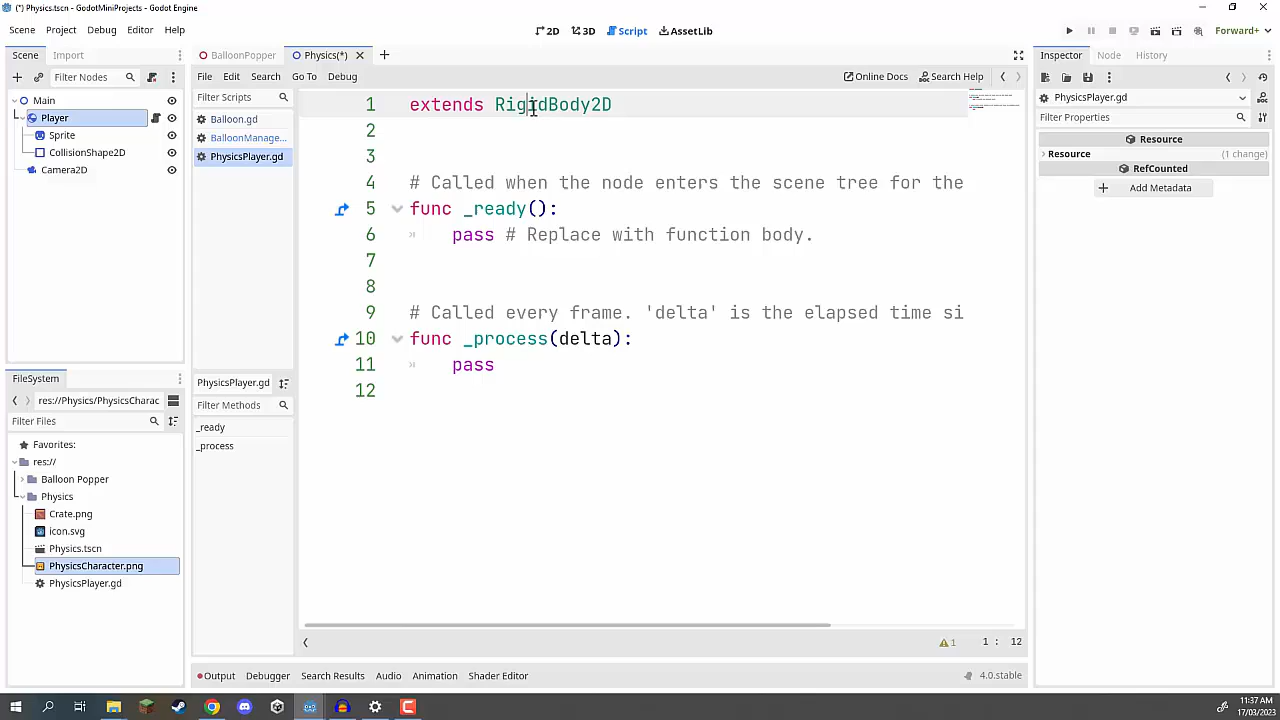 (*) Physics.tscn - GodotMiniProjects - Godot Engine
Scene Project Debug Editor Help
2D 3D Script AssetLib
Forward+
Scene Import
BalloonPopper Physics(*)
Inspector Node History
Filter Nodes
File Edit Search Go To Debug
Online Docs Search Help
Main
Player
Sprite
CollisionShape2D
Camera2D
Filter Scripts
Balloon.gd
BalloonManage...
PhysicsPlayer.gd
PhysicsPlayer.gd
Filter Methods
_ready
_process
1 extends RigidBody2D
2
3
4 # Called when the node enters the scene tree for the
5 func _ready():
6 pass # Replace with function body.
7
8
9 # Called every frame. 'delta' is the elapsed time si
10 func _process(delta):
11 pass
12
PhysicsPlayer.gd
Filter Properties
Resource
Resource (1 change)
RefCounted
Add Metadata
FileSystem
res://Physics/PhysicsCharac
Filter Files
Favorites:
res://
Balloon Popper
Physics
Crate.png
icon.svg
Physics.tscn
PhysicsCharacter.png
PhysicsPlayer.gd
1 1 : 12
Output Debugger Search Results Audio Animation Shader Editor
4.0.stable
11:37 AM
17/03/2023